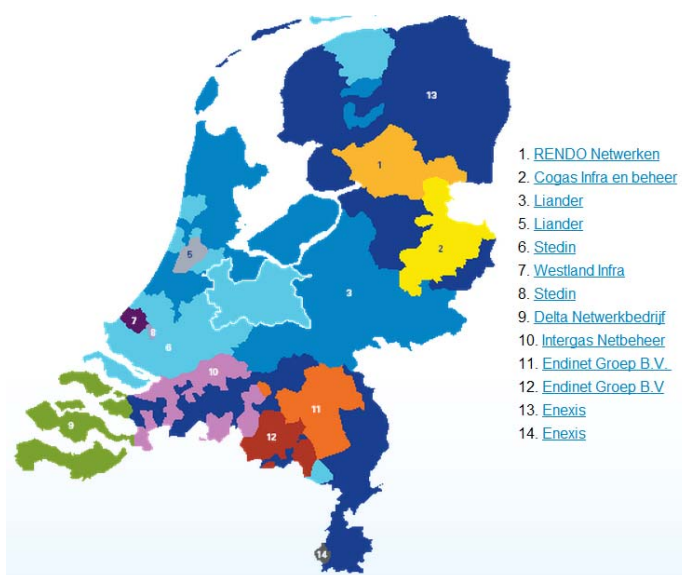 13
1
2
5
3
7
8
6
10
9
11
12
14
1. RENDO Netwerken
2. Cogas Infra en beheer
3. Liander
5. Liander
6. Stedin
7. Westland Infra
8. Stedin
9. Delta Netwerkbedrijf
10. Intergas Netbeheer
11. Endinet Groep B.V.
12. Endinet Groep B.V
13. Enexis
14. Enexis